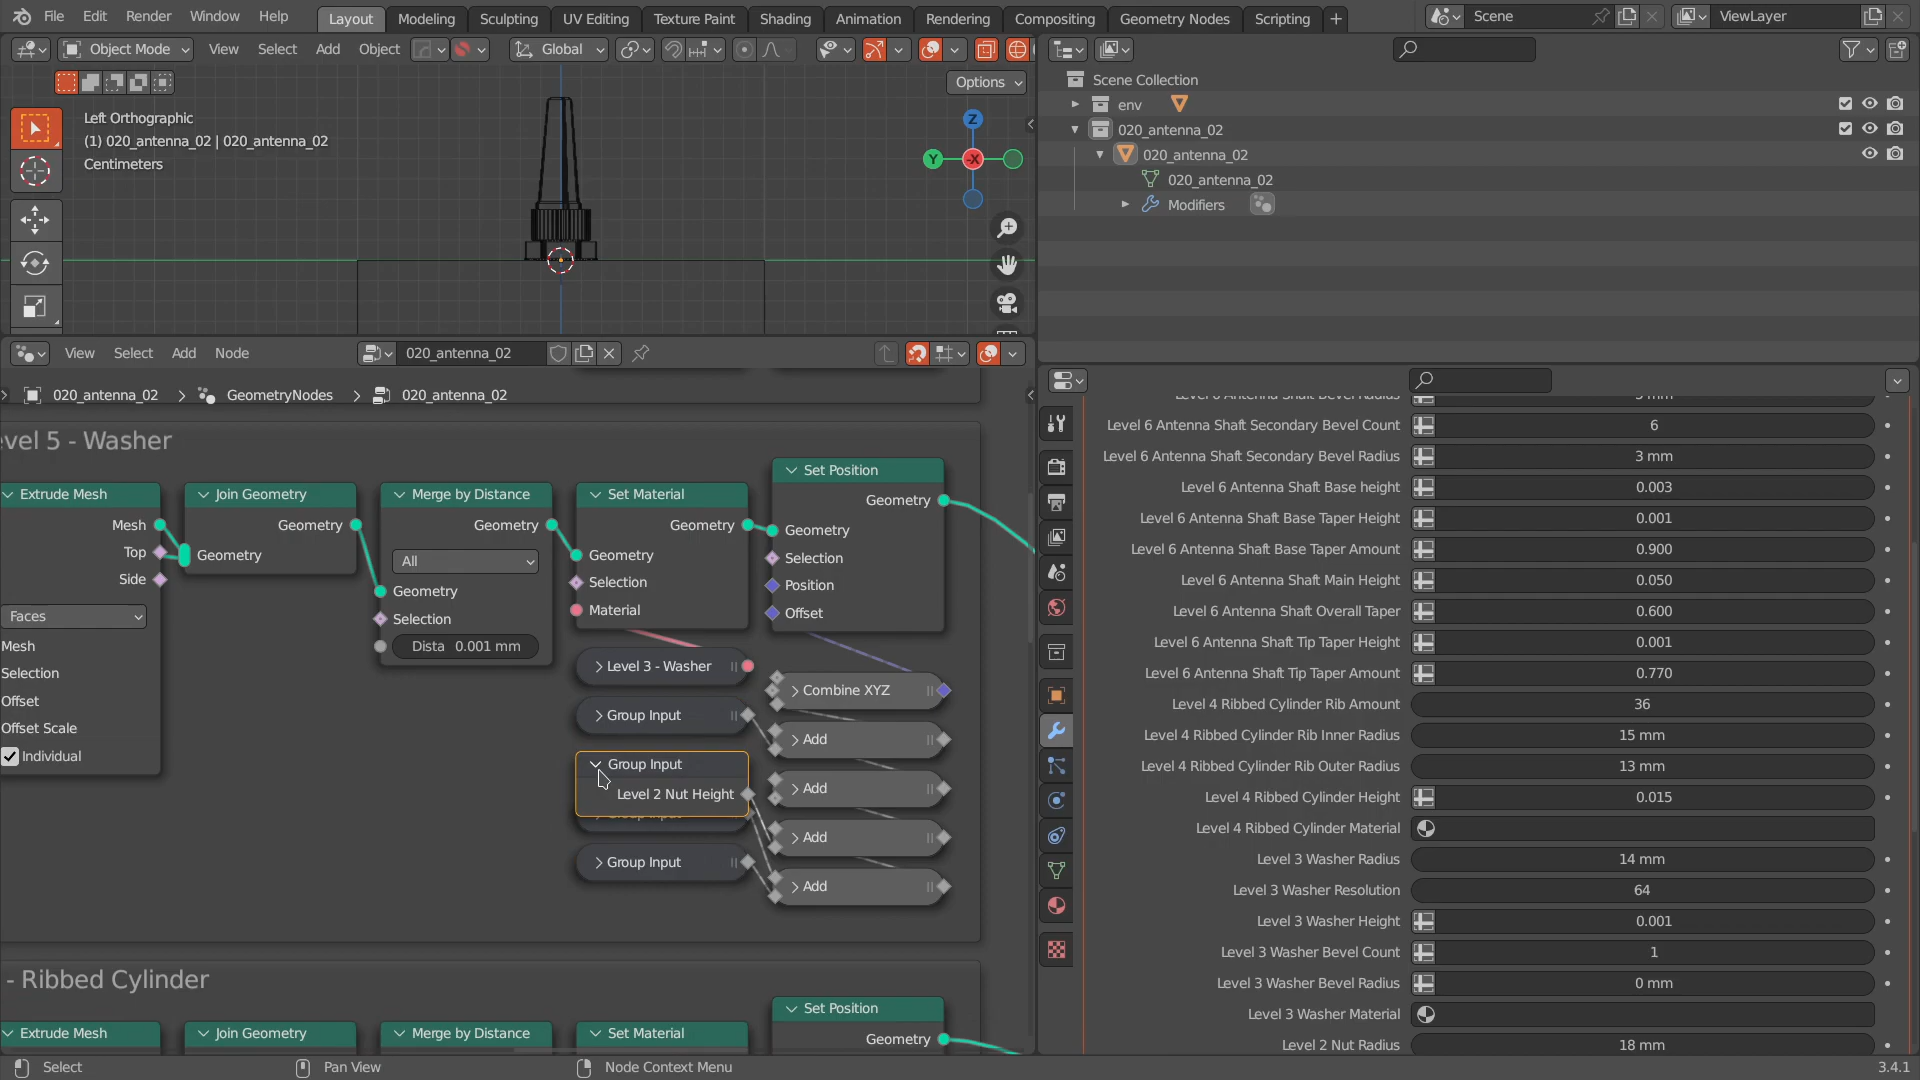 File Edit Render Window Help
Layout Modeling Sculpting UV Editing Texture Paint Shading Animation Rendering Compositing Geometry Nodes Scripting +
Scene
ViewLayer
Object Mode View Select Add Object Global
Options
Left Orthographic
(1) 020_antenna_02 | 020_antenna_02
Centimeters
Z
Y
-X
Scene Collection
env
020_antenna_02
020_antenna_02
020_antenna_02
Modifiers
View Select Add Node 020_antenna_02
020_antenna_02 > GeometryNodes > 020_antenna_02
evel 5 - Washer
Extrude Mesh
Mesh
Top
Side
Faces
Mesh
Selection
Offset
Offset Scale
Individual
Join Geometry
Geometry
Geometry
Merge by Distance
Geometry
All
Geometry
Selection
Dista 0.001 mm
Set Material
Geometry
Geometry
Selection
Material
Set Position
Geometry
Geometry
Selection
Position
Offset
Level 3 - Washer
Group Input
Group Input
Level 2 Nut Height
Group Input
Group Input
Combine XYZ
Add
Add
Add
Add
- Ribbed Cylinder
Extrude Mesh
Join Geometry
Merge by Distance
Set Material
Set Position
Geometry
Level 6 Antenna Shaft Bevel Radius 3 mm
Level 6 Antenna Shaft Secondary Bevel Count 6
Level 6 Antenna Shaft Secondary Bevel Radius 3 mm
Level 6 Antenna Shaft Base height 0.003
Level 6 Antenna Shaft Base Taper Height 0.001
Level 6 Antenna Shaft Base Taper Amount 0.900
Level 6 Antenna Shaft Main Height 0.050
Level 6 Antenna Shaft Overall Taper 0.600
Level 6 Antenna Shaft Tip Taper Height 0.001
Level 6 Antenna Shaft Tip Taper Amount 0.770
Level 4 Ribbed Cylinder Rib Amount 36
Level 4 Ribbed Cylinder Rib Inner Radius 15 mm
Level 4 Ribbed Cylinder Rib Outer Radius 13 mm
Level 4 Ribbed Cylinder Height 0.015
Level 4 Ribbed Cylinder Material
Level 3 Washer Radius 14 mm
Level 3 Washer Resolution 64
Level 3 Washer Height 0.001
Level 3 Washer Bevel Count 1
Level 3 Washer Bevel Radius 0 mm
Level 3 Washer Material
Level 2 Nut Radius 18 mm
Select
Pan View
Node Context Menu
3.4.1